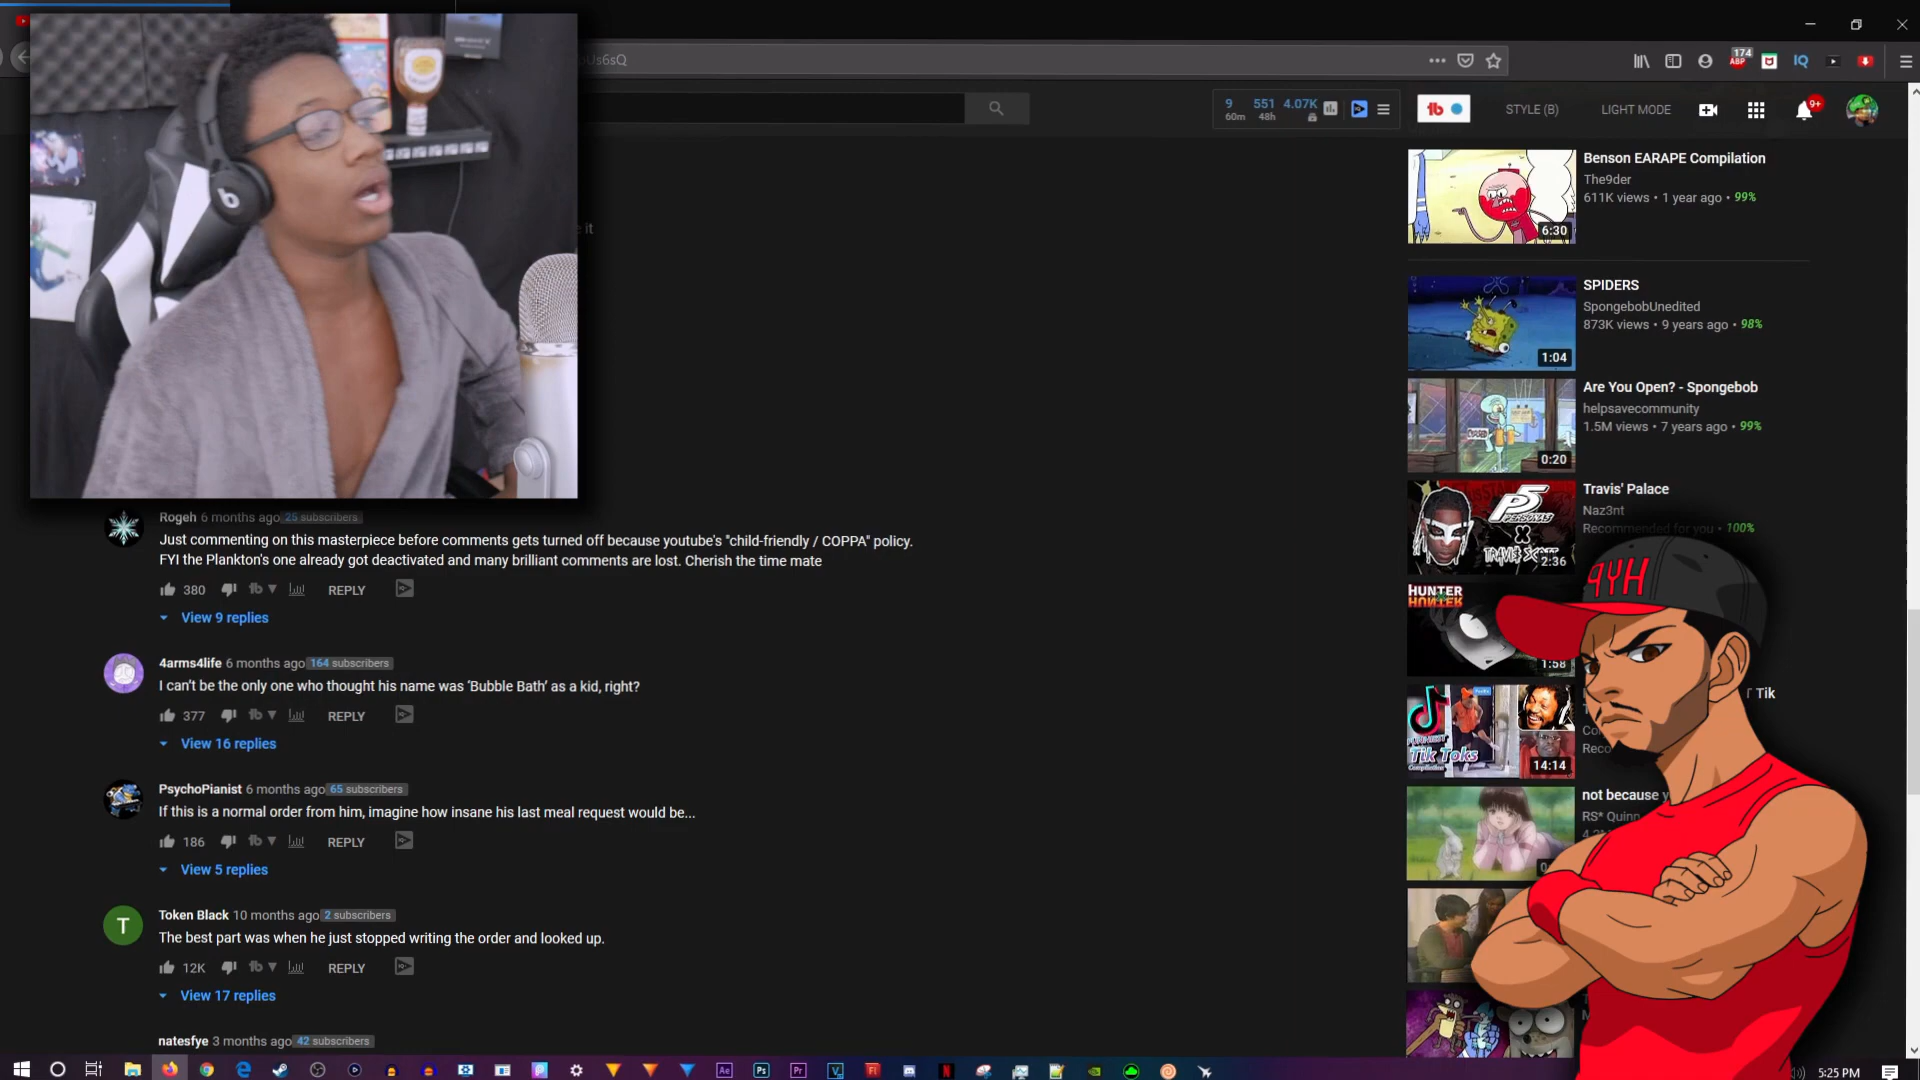 Us6sQ
9 551 4.07K
60m 48h
STYLE (B)
LIGHT MODE
174
ABP
IQ
9+
e it
Benson EARAPE Compilation
The9der
611K views • 1 year ago • 99%
6:30
SPIDERS
SpongebobUnedited
873K views • 9 years ago • 98%
1:04
Are You Open? - Spongebob
helpsavecommunity
1.5M views • 7 years ago • 99%
0:20
Travis' Palace
Naz3nt
Recommended for you • 100%
2:36
HUNTER
HUNTER
1:58
Tik
Tik Toks
14:14
not because y
RS* Quinn
9YH
Rogeh 6 months ago 25 subscribers
Just commenting on this masterpiece before comments gets turned off because youtube's "child-friendly / COPPA" policy.
FYI the Plankton's one already got deactivated and many brilliant comments are lost. Cherish the time mate
380 REPLY
View 9 replies
4arms4life 6 months ago 164 subscribers
I can't be the only one who thought his name was ‘Bubble Bath’ as a kid, right?
377 REPLY
View 16 replies
PsychoPianist 6 months ago 65 subscribers
If this is a normal order from him, imagine how insane his last meal request would be...
186 REPLY
View 5 replies
T
Token Black 10 months ago 2 subscribers
The best part was when he just stopped writing the order and looked up.
12K REPLY
View 17 replies
natesfye 3 months ago 42 subscribers
Ae Ps Pr
5:25 PM